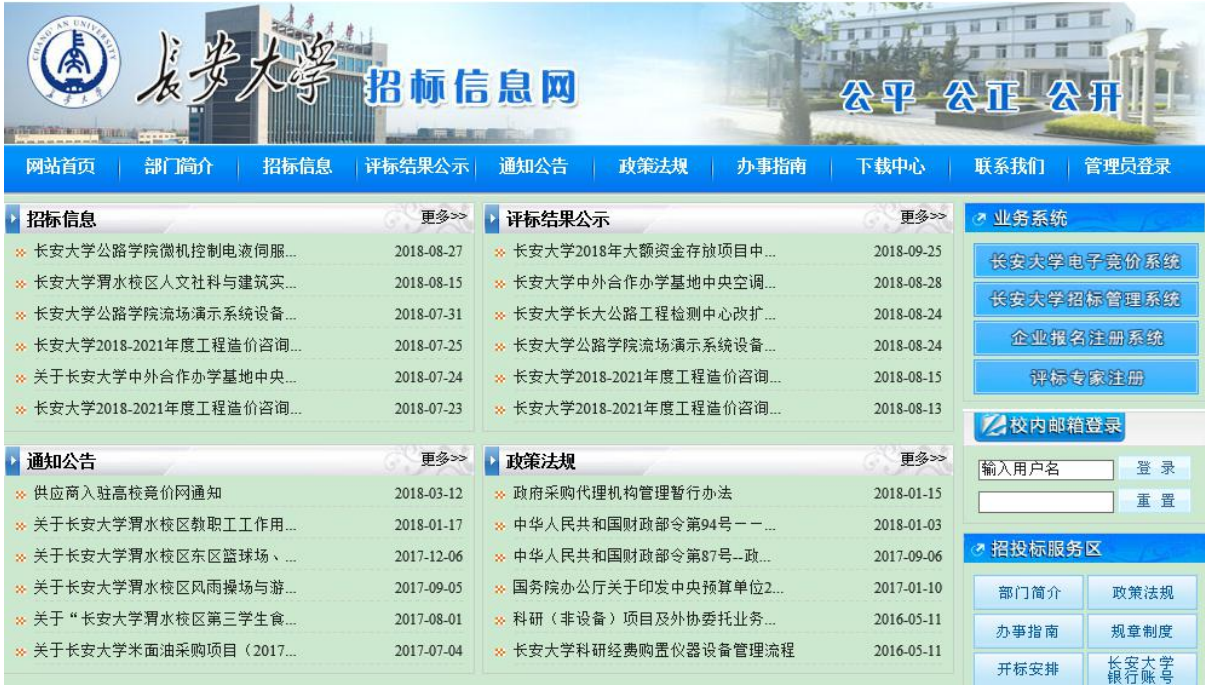 CHANG'AN UNIVERSITY
长安大学
长安大学 招标信息网
公平 公正 公开
网站首页 部门简介 招标信息 评标结果公示 通知公告 政策法规 办事指南 下载中心 联系我们 管理员登录
招标信息 更多>>
长安大学公路学院微机控制电液伺服... 2018-08-27
长安大学渭水校区人文社科与建筑实... 2018-08-15
长安大学公路学院流场演示系统设备... 2018-07-31
长安大学2018-2021年度工程造价咨询... 2018-07-25
关于长安大学中外合作办学基地中央... 2018-07-24
长安大学2018-2021年度工程造价咨询... 2018-07-23
评标结果公示 更多>>
长安大学2018年大额资金存放项目中... 2018-09-25
长安大学中外合作办学基地中央空调... 2018-08-28
长安大学长大公路工程检测中心改扩... 2018-08-24
长安大学公路学院流场演示系统设备... 2018-08-24
长安大学2018-2021年度工程造价咨询... 2018-08-15
长安大学2018-2021年度工程造价咨询... 2018-08-13
通知公告 更多>>
供应商入驻高校竞价网通知 2018-03-12
关于长安大学渭水校区教职工工作用... 2018-01-17
关于长安大学渭水校区东区篮球场、... 2017-12-06
关于长安大学渭水校区风雨操场与游... 2017-09-05
关于“长安大学渭水校区第三学生食... 2017-08-01
关于长安大学米面油采购项目（2017... 2017-07-04
政策法规 更多>>
政府采购代理机构管理暂行办法 2018-01-15
中华人民共和国财政部令第94号－－... 2018-01-03
中华人民共和国财政部令第87号--政... 2017-09-06
国务院办公厅关于印发中央预算单位2... 2017-01-10
科研（非设备）项目及外协委托业务... 2016-05-11
长安大学科研经费购置仪器设备管理流程 2016-05-11
业务系统
长安大学电子竞价系统
长安大学招标管理系统
企业报名注册系统
评标专家注册
校内邮箱登录
输入用户名 登 录
重 置
招投标服务区
部门简介 政策法规
办事指南 规章制度
开标安排 长安大学
银行账号